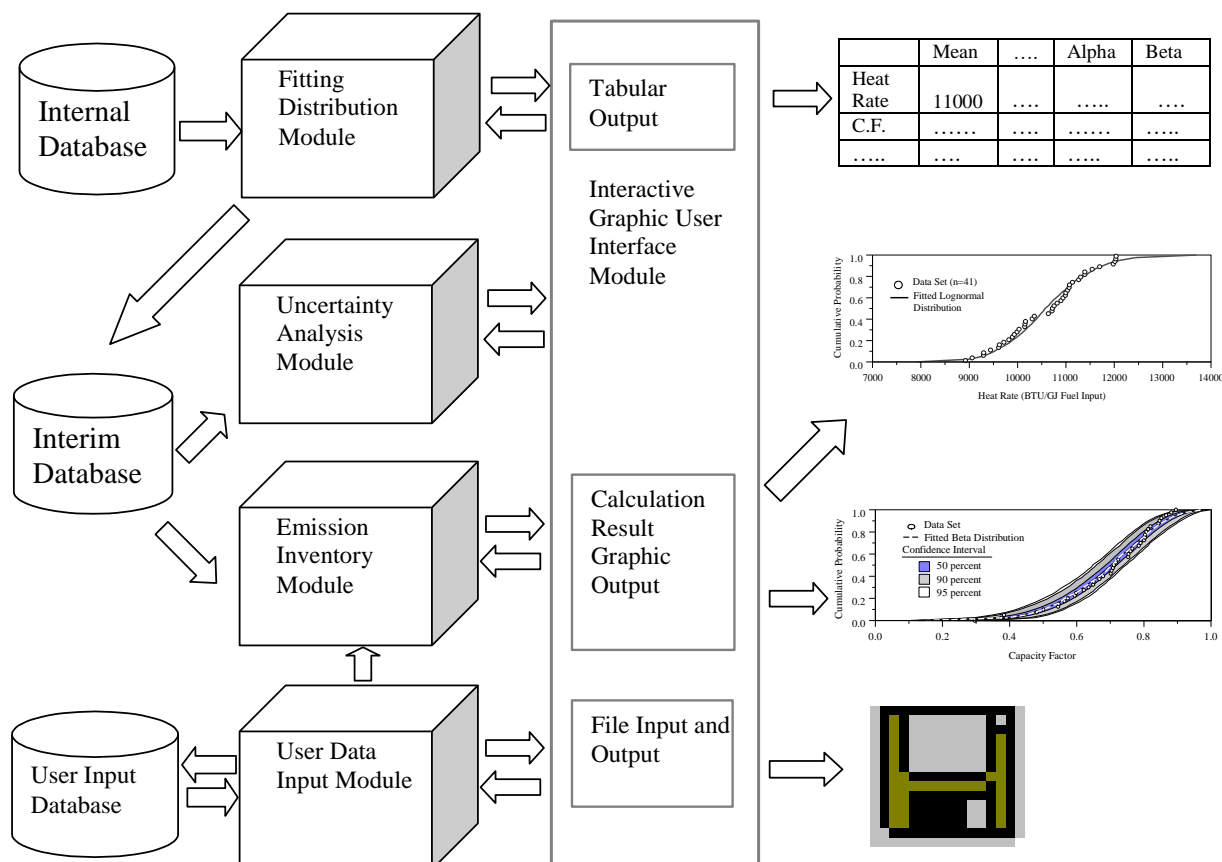 Internal
Database
Fitting
Distribution
Module
Tabular
Output
Mean …. Alpha Beta
Heat
Rate 11000 …. ….. ….
C.F. …… …. …… …..
….. …. …. ….. …..
Interactive
Graphic User
Interface
Module
Uncertainty
Analysis
Module
Cumulative Probability
1.0
0.8
0.6
0.4
0.2
0.0
Data Set (n=41)
Fitted Lognormal
Distribution
7000 8000 9000 10000 11000 12000 13000 14000
Heat Rate (BTU/GJ Fuel Input)
Interim
Database
Emission
Inventory
Module
Calculation
Result
Graphic
Output
Cumulative Probability
1.0
0.8
0.6
0.4
0.2
0.0
Data Set
Fitted Beta Distribution
Confidence Interval
50 percent
90 percent
95 percent
0.0 0.2 0.4 0.6 0.8 1.0
Capacity Factor
User Input
Database
User Data
Input Module
File Input and
Output